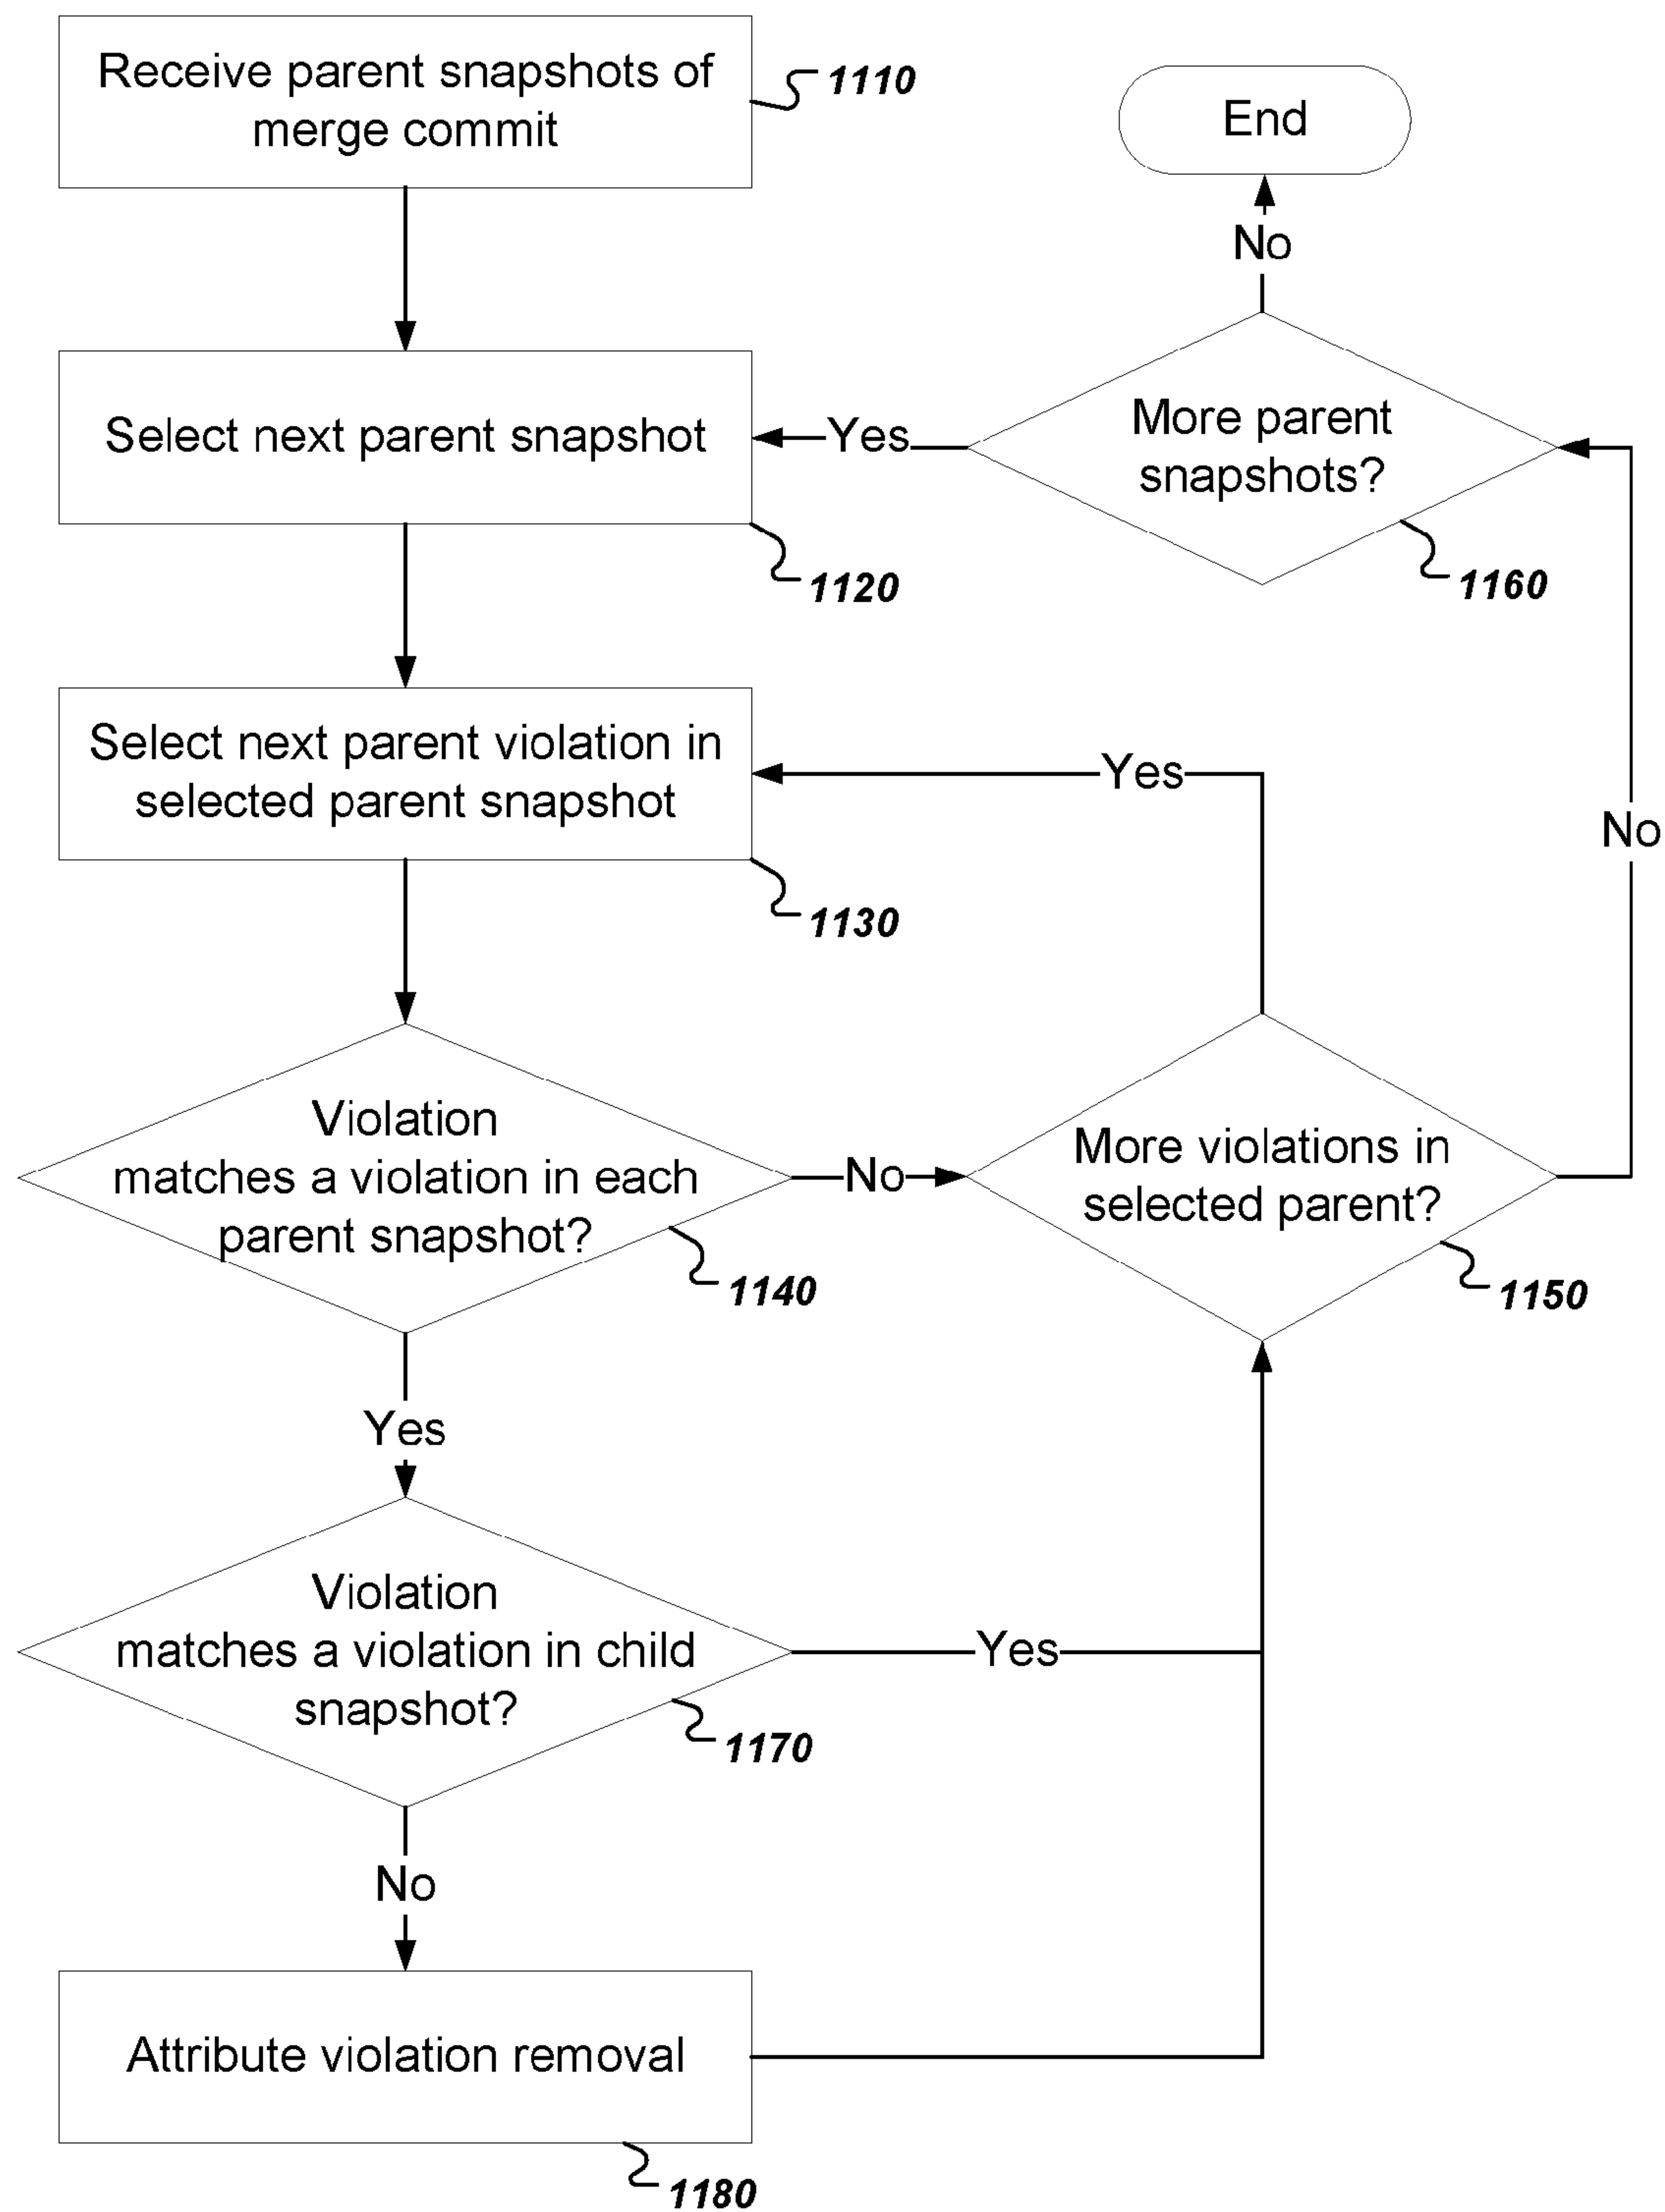 Receive parent snapshots of
merge commit
1110
End
No
Select next parent snapshot
Yes
More parent
snapshots?
1120
1160
Select next parent violation in
selected parent snapshot
Yes
No
1130
Violation
matches a violation in each
parent snapshot?
No
More violations in
selected parent?
1140
1150
Yes
Violation
matches a violation in child
snapshot?
Yes
1170
No
Attribute violation removal
1180